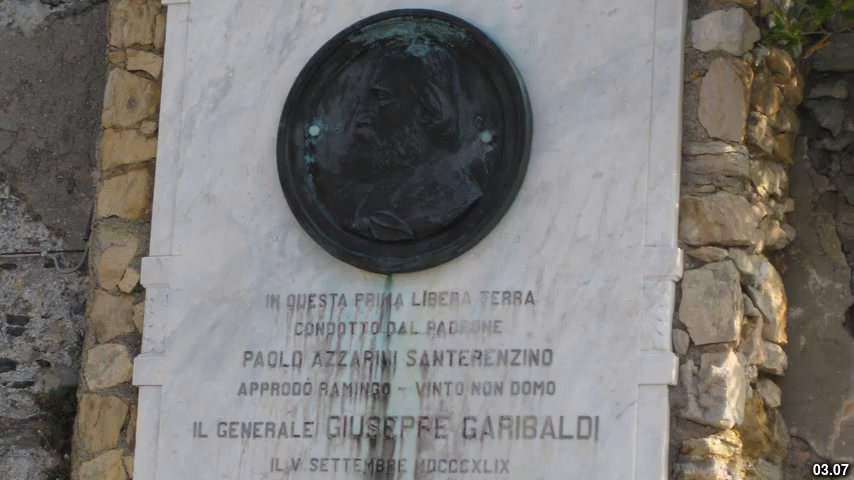 IN QUESTA PRIMA LIBERA TERRA
CONDOTTO DAL PADRONE
PAOLO AZZARINI SANTERENZINO
APPRODÒ RAMINGO - VINTO NON DOMO
IL GENERALE GIUSEPPE GARIBALDI
IL V SETTEMBRE MDCCCXLIX
03.07